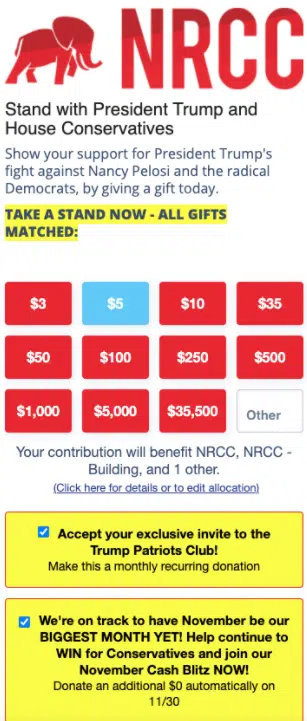 NRCC
Stand with President Trump and
House Conservatives
Show your support for President Trump's
fight against Nancy Pelosi and the radical
Democrats, by giving a gift today.
TAKE A STAND NOW - ALL GIFTS
MATCHED:
$3 $5 $10 $35
$50 $100 $250 $500
$1,000 $5,000 $35,500 Other
Your contribution will benefit NRCC, NRCC -
Building, and 1 other.
(Click here for details or to edit allocation)
Accept your exclusive invite to the
Trump Patriots Club!
Make this a monthly recurring donation
We're on track to have November be our
BIGGEST MONTH YET! Help continue to
WIN for Conservatives and join our
November Cash Blitz NOW!
Donate an additional $0 automatically on
11/30